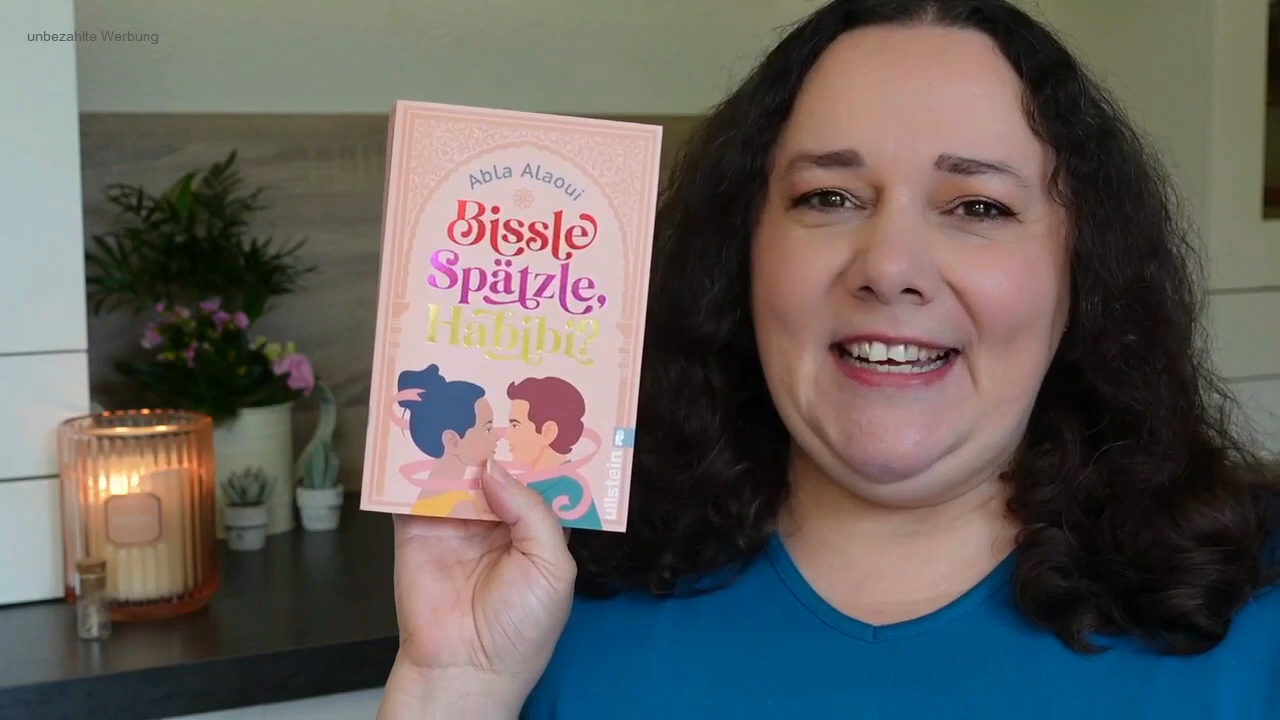 unbezahlte Werbung
Abla Alaoui
Bissle
Spätzle,
Habibi?
ullstein